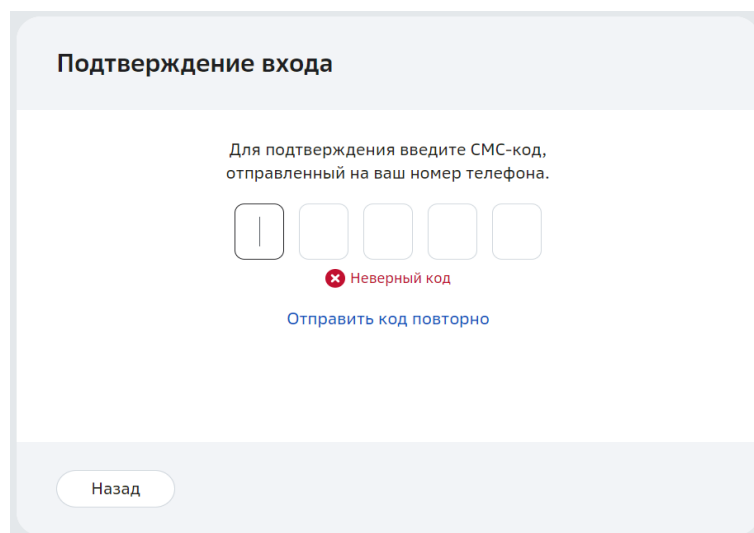 Подтверждение входа
Для подтверждения введите СМС-код,
отправленный на ваш номер телефона.
Неверный код
Отправить код повторно
Назад